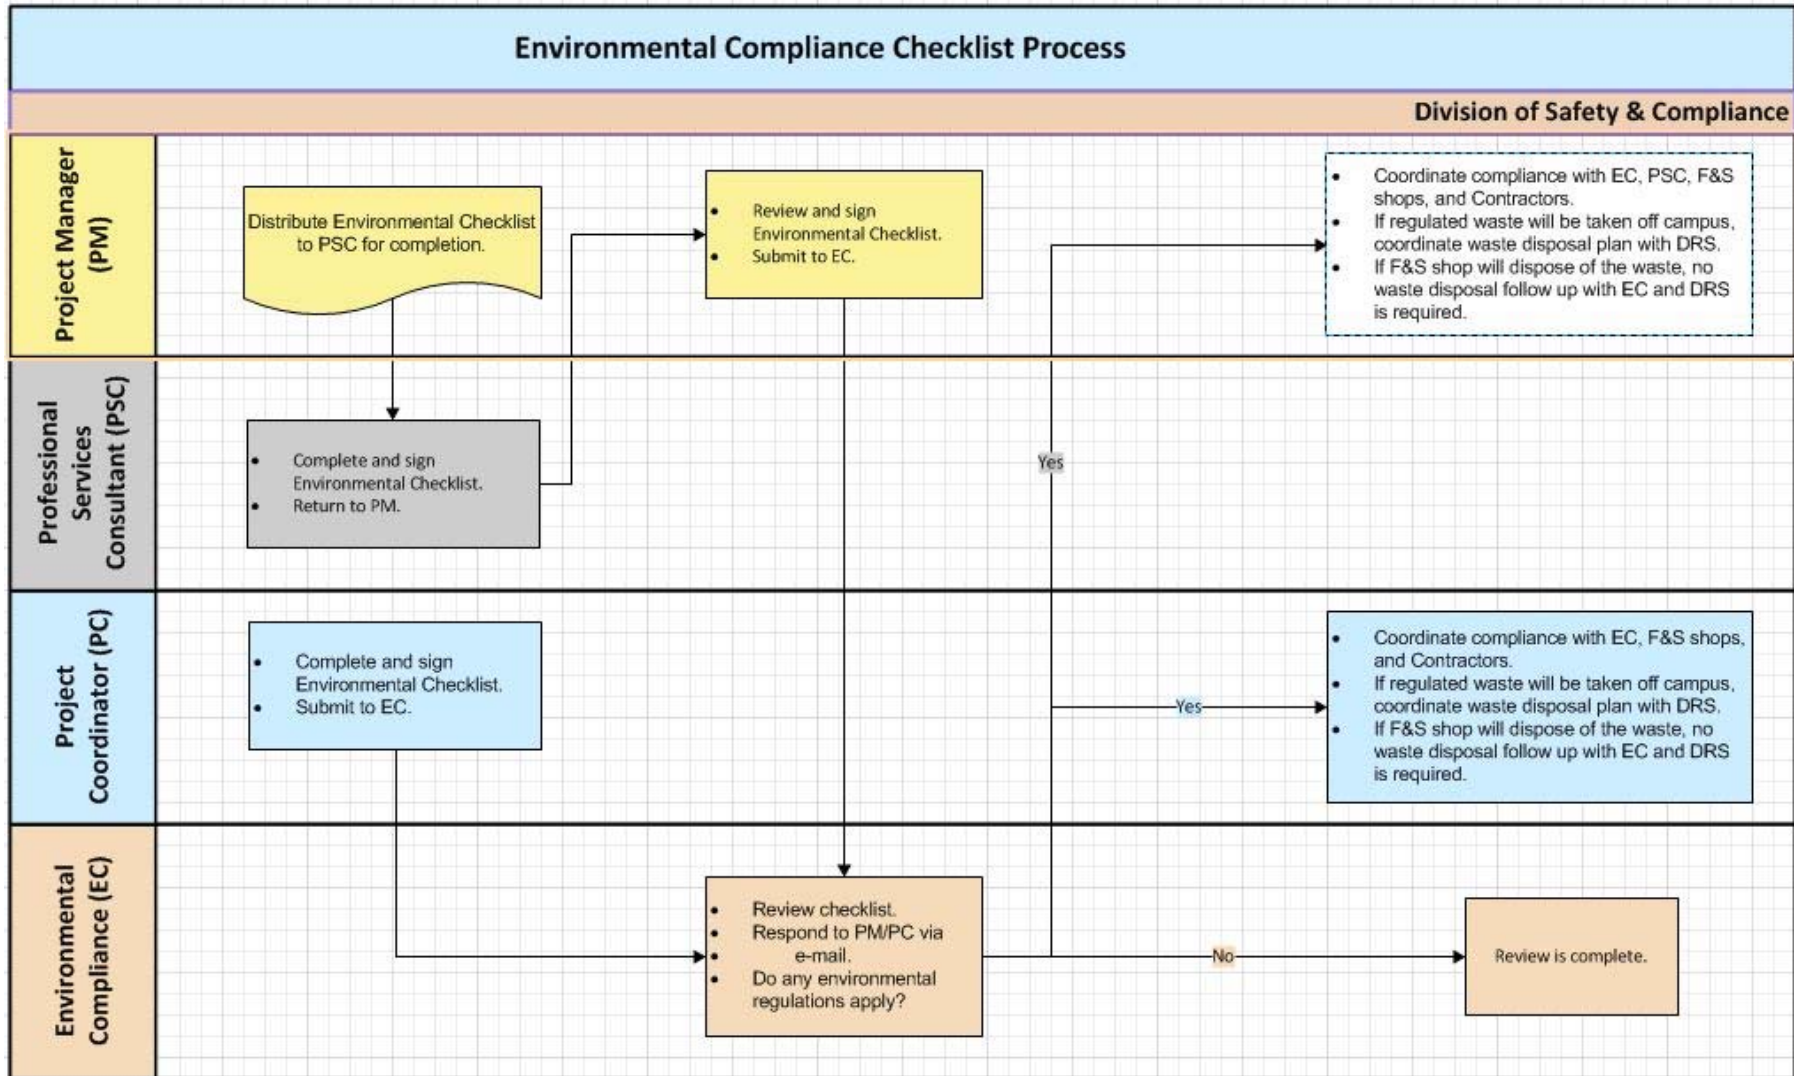 Environmental Compliance Checklist Process
Division of Safety & Compliance
Project Manager
(PM)
Distribute Environmental Checklist
to PSC for completion.
• Review and sign
Environmental Checklist.
• Submit to EC.
• Coordinate compliance with EC, PSC, F&S
shops, and Contractors.
• If regulated waste will be taken off campus,
coordinate waste disposal plan with DRS.
• If F&S shop will dispose of the waste, no
waste disposal follow up with EC and DRS
is required.
Professional
Services
Consultant (PSC)
• Complete and sign
Environmental Checklist.
• Return to PM.
Yes
Project
Coordinator (PC)
• Complete and sign
Environmental Checklist.
• Submit to EC.
Yes
• Coordinate compliance with EC, F&S shops,
and Contractors.
• If regulated waste will be taken off campus,
coordinate waste disposal plan with DRS.
• If F&S shop will dispose of the waste, no
waste disposal follow up with EC and DRS
is required.
Environmental
Compliance (EC)
• Review checklist.
• Respond to PM/PC via
• e-mail.
• Do any environmental
regulations apply?
No
Review is complete.